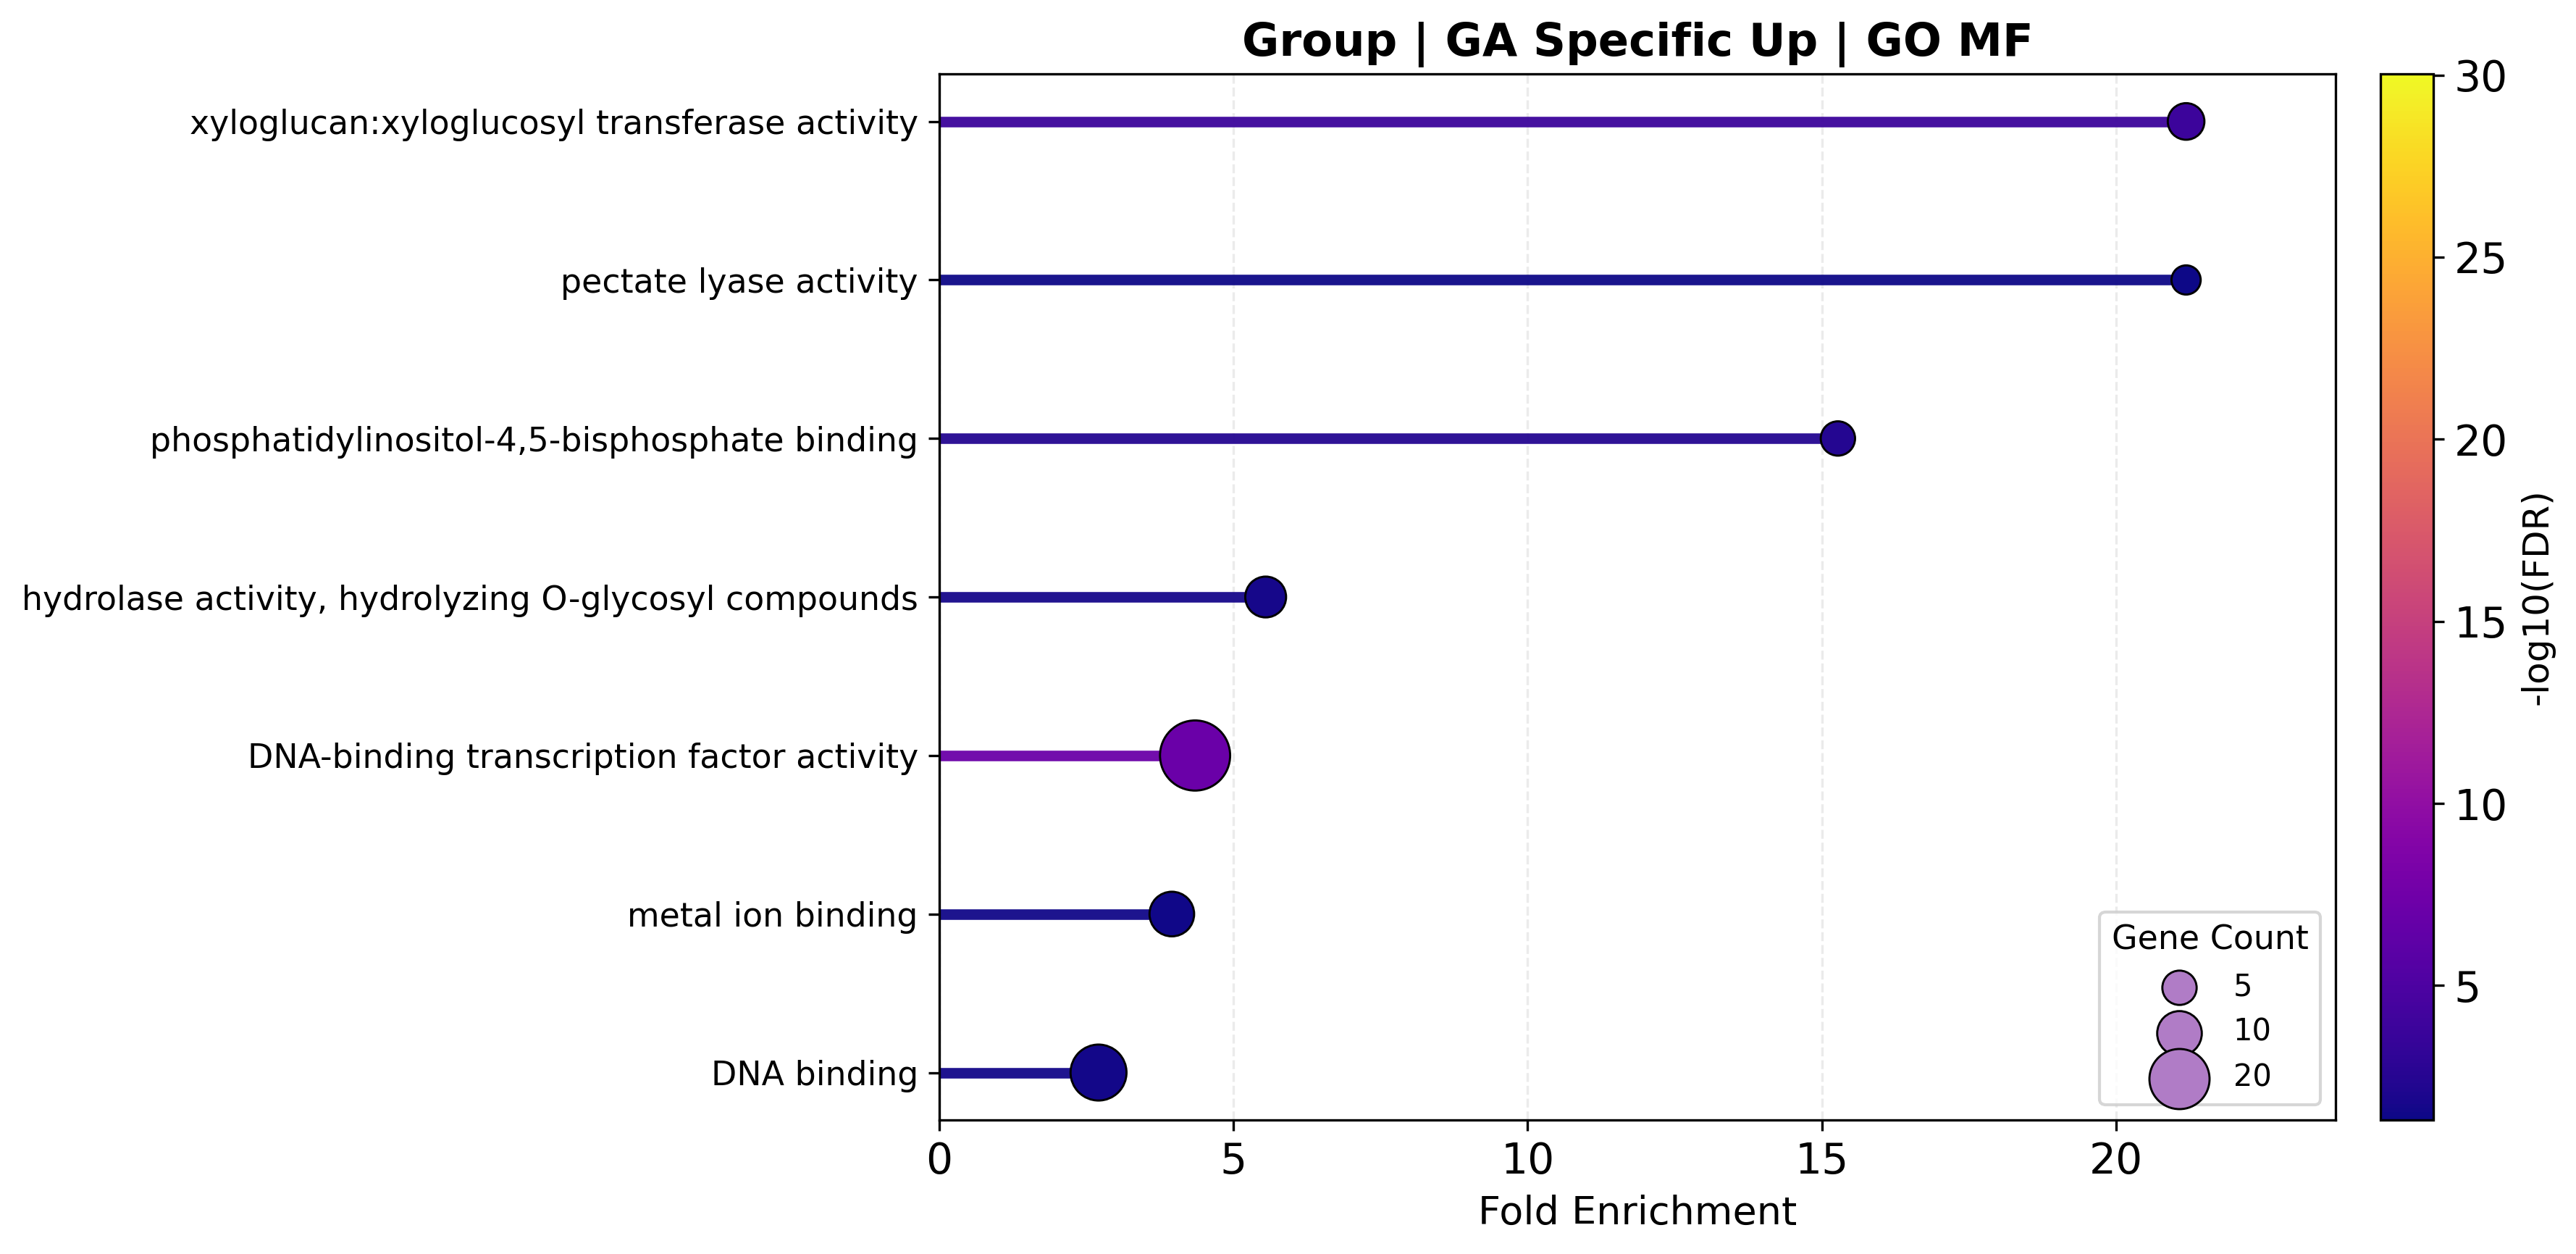 Group | GA Specific Up | GO MF
xyloglucan:xyloglucosyl transferase activity
pectate lyase activity
phosphatidylinositol-4,5-bisphosphate binding
hydrolase activity, hydrolyzing O-glycosyl compounds
DNA-binding transcription factor activity
metal ion binding
DNA binding
0
5
10
15
20
Fold Enrichment
Gene Count
5
10
20
30
25
20
15
10
5
-log10(FDR)